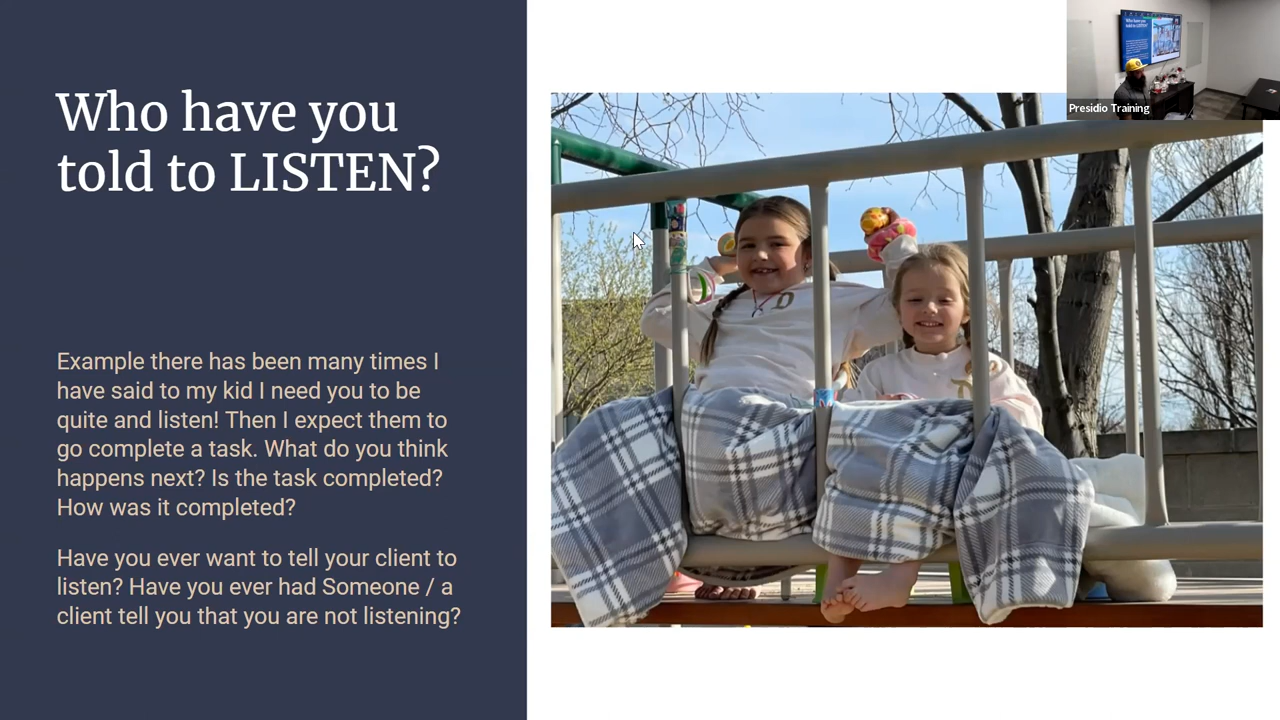 Who have you
told to LISTEN?
Example there has been many times I
have said to my kid I need you to be
quite and listen! Then I expect them to
go complete a task. What do you think
happens next? Is the task completed?
How was it completed?
Have you ever want to tell your client to
listen? Have you ever had Someone / a
client tell you that you are not listening?
Presidio Training